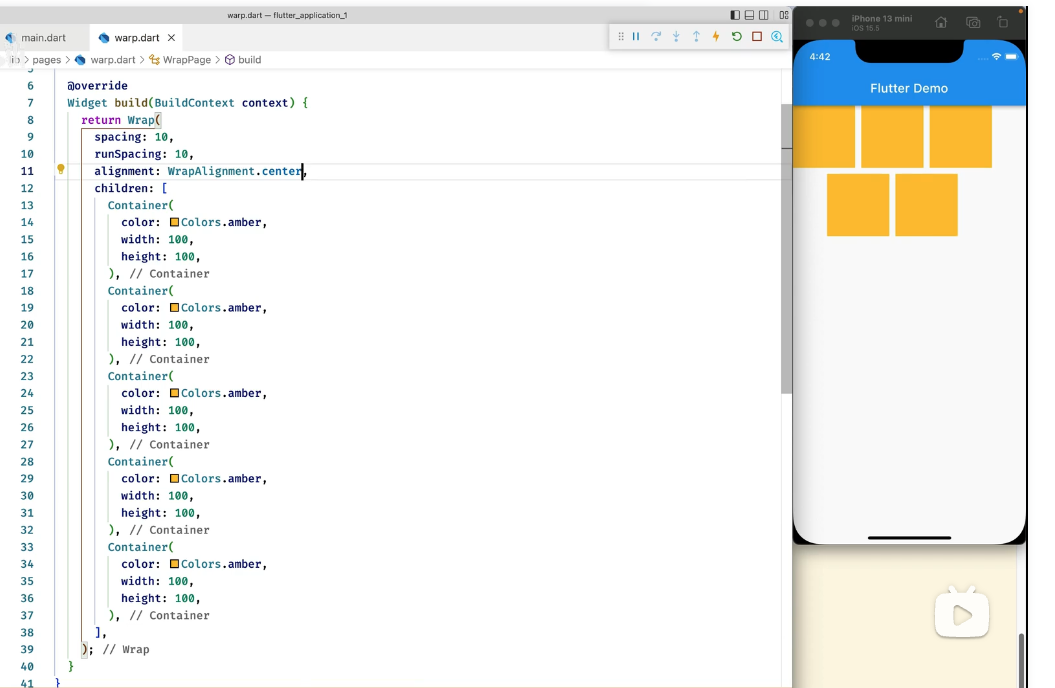 warp.dart — flutter_application_1
main.dart
warp.dart
lib > pages > warp.dart > WrapPage > build
5
6 @override
7 Widget build(BuildContext context) {
8 return Wrap(
9 spacing: 10,
10 runSpacing: 10,
11 alignment: WrapAlignment.center,
12 children: [
13 Container(
14 color: Colors.amber,
15 width: 100,
16 height: 100,
17 ), // Container
18 Container(
19 color: Colors.amber,
20 width: 100,
21 height: 100,
22 ), // Container
23 Container(
24 color: Colors.amber,
25 width: 100,
26 height: 100,
27 ), // Container
28 Container(
29 color: Colors.amber,
30 width: 100,
31 height: 100,
32 ), // Container
33 Container(
34 color: Colors.amber,
35 width: 100,
36 height: 100,
37 ), // Container
38 ],
39 ); // Wrap
40 }
41 }
iPhone 13 mini
iOS 15.5
4:42
Flutter Demo